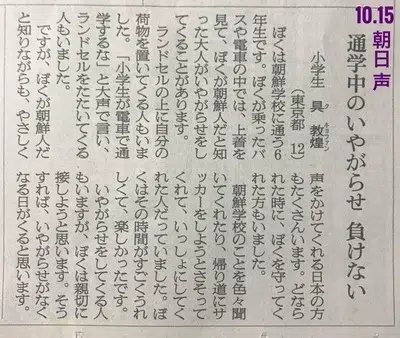 10.15
朝日
声
通学中のいやがらせ 負けない
小学生 具 教煌
ク キョファン
(東京都 12)
ぼくは朝鮮学校に通う6
年生です。ぼくが乗ったバ
スや電車の中では、上着を
見て、ぼくが朝鮮人だと知
った大人がいやがらせをし
てくることがあります。
ランドセルの上に自分の
荷物を置いてくる人もいま
した。「小学生が電車で通
学するな」と大声で言い、
ランドセルをたたいてくる
人もいました。
ですが、ぼくが朝鮮人だ
と知りながらも、やさしく
声をかけてくれる日本の方
もたくさんいます。どなら
れた時に、ぼくを守ってく
れた方もいました。
朝鮮学校のことを色々聞
いてくれたり、帰り道にサ
ッカーをしようとさそって
くれて、いっしょにしてく
れた人だっていました。ぼ
くはその時間がすごくうれ
しくて、楽しかったです。
いやがらせをしてくる人
もいますが、ぼくは親切に
接しようと思います。そう
すれば、いやがらせがなく
なる日がくると思います。